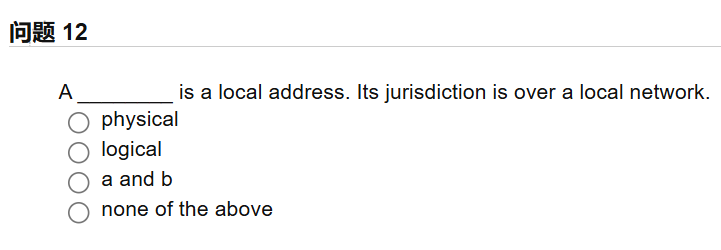 问题 12
A ________ is a local address. Its jurisdiction is over a local network.
physical
logical
a and b
none of the above